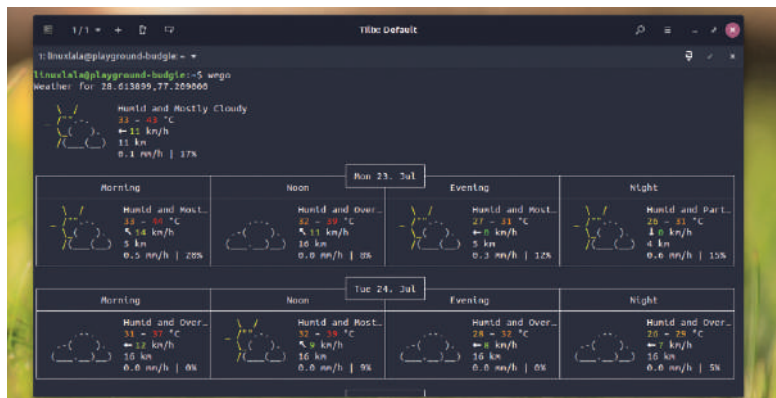 1/1
Tilix: Default
1: linuxlala@playground-budgie: ~
linuxlala@playground-budgie:~$ wego
Weather for 28.613899,77.209000
Humid and Mostly Cloudy
33 – 43 °C
← 11 km/h
11 km
0.1 mm/h | 17%
Mon 23. Jul
Morning Noon Evening Night
Humid and Most… Humid and Over… Humid and Most… Humid and Part…
33 – 44 °C 32 – 39 °C 27 – 31 °C 26 – 31 °C
↖ 14 km/h ↖ 11 km/h ← km/h ↓ km/h
5 km 16 km 5 km 4 km
0.5 mm/h | 28% 0.0 mm/h | 0% 0.3 mm/h | 12% 0.6 mm/h | 15%
Tue 24. Jul
Morning Noon Evening Night
Humid and Over… Humid and Most… Humid and Over… Humid and Over…
31 – 37 °C 32 – 39 °C 28 – 32 °C 26 – 29 °C
← 12 km/h ↖ 9 km/h ← 8 km/h ← 7 km/h
16 km 16 km 16 km 16 km
0.0 mm/h | 0% 0.0 mm/h | 9% 0.0 mm/h | 0% 0.0 mm/h | 5%